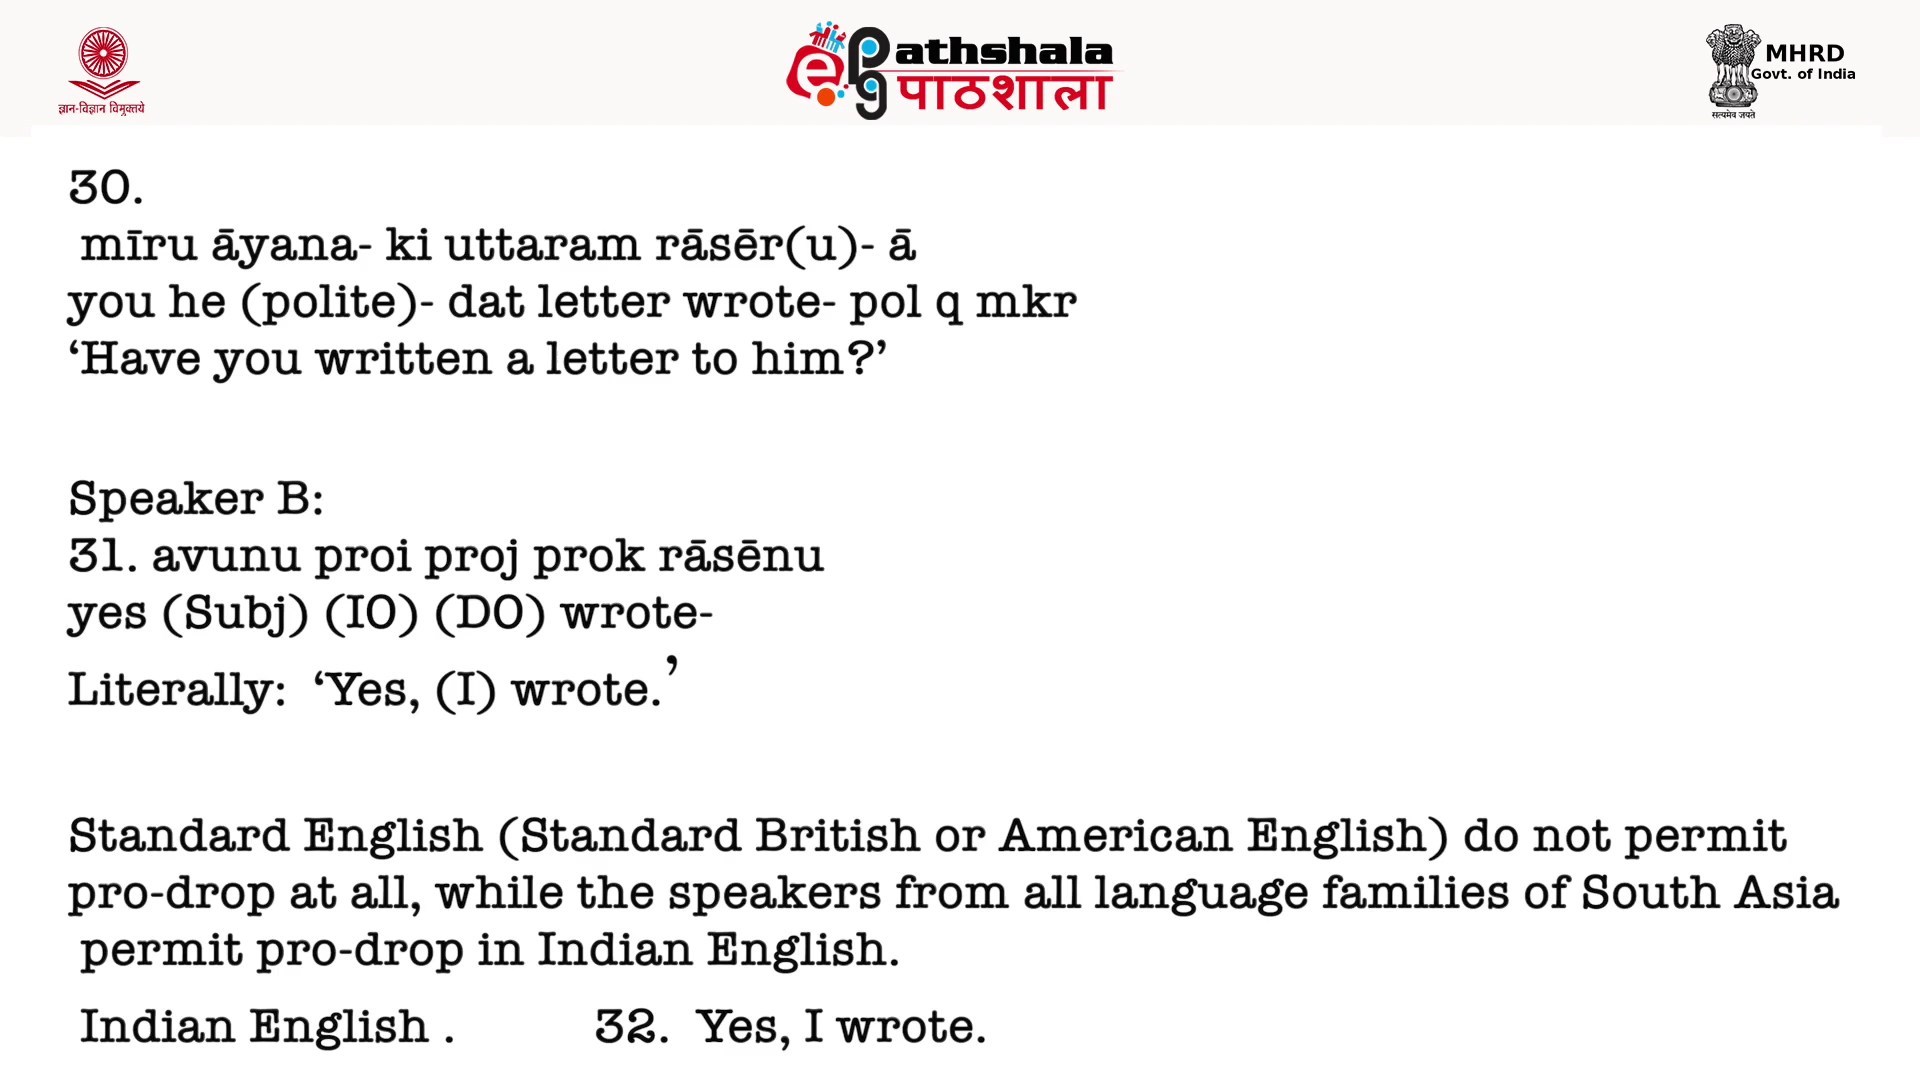 ज्ञान-विज्ञान विमुक्तये
e Pg athshala
पाठशाला
MHRD
Govt. of India
सत्यमेव जयते
30.
mīru āyana- ki uttaram rāsēr(u)- ā
you he (polite)- dat letter wrote- pol q mkr
‘Have you written a letter to him?’
Speaker B:
31. avunu proi proj prok rāsēnu
yes (Subj) (IO) (DO) wrote-
Literally: ‘Yes, (I) wrote.’
Standard English (Standard British or American English) do not permit
pro-drop at all, while the speakers from all language families of South Asia
permit pro-drop in Indian English.
Indian English . 32. Yes, I wrote.